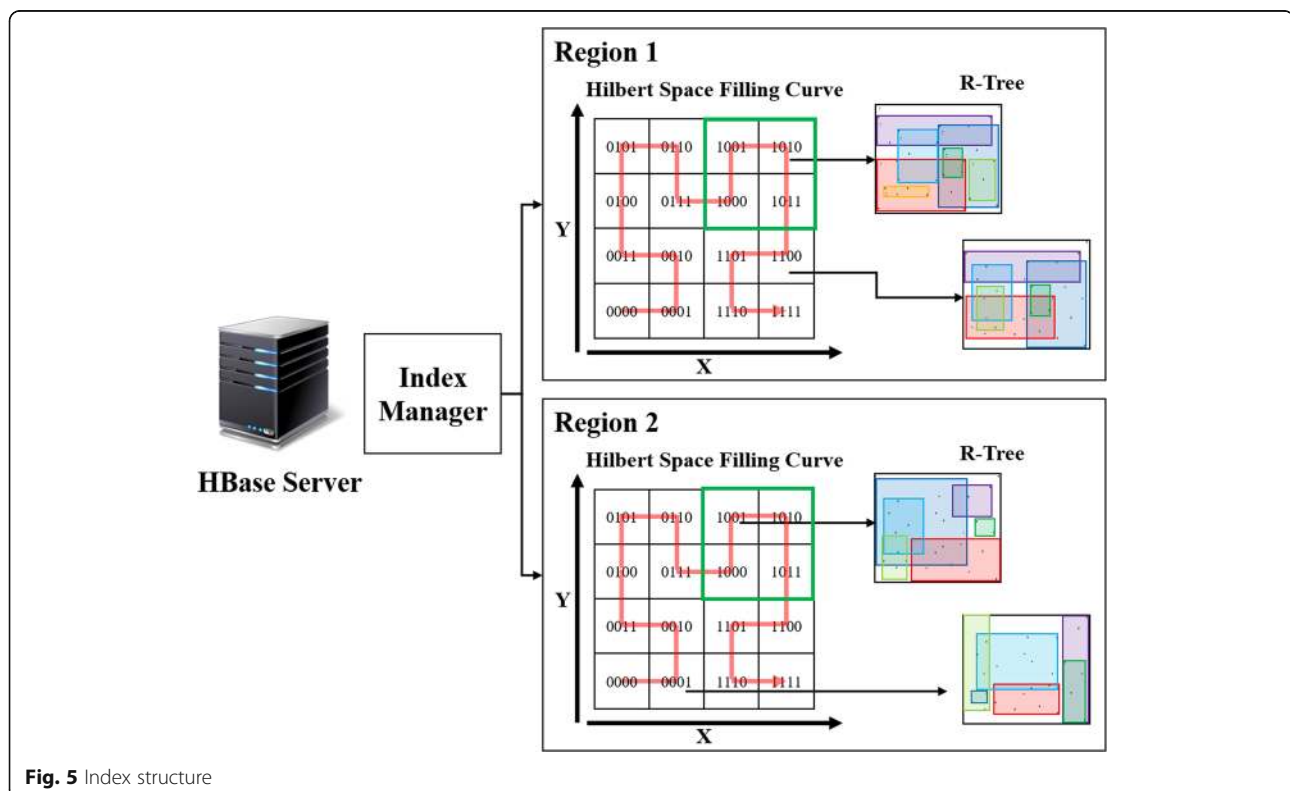 Region 1
Hilbert Space Filling Curve
R-Tree
0101 0110 1001 1010
0100 0111 1000 1011
Y
0011 0010 1101 1100
0000 0001 1110 1111
X
HBase Server
Index
Manager
Region 2
Hilbert Space Filling Curve
R-Tree
0101 0110 1001 1010
0100 0111 1000 1011
Y
0011 0010 1101 1100
0000 0001 1110 1111
X
Fig. 5 Index structure